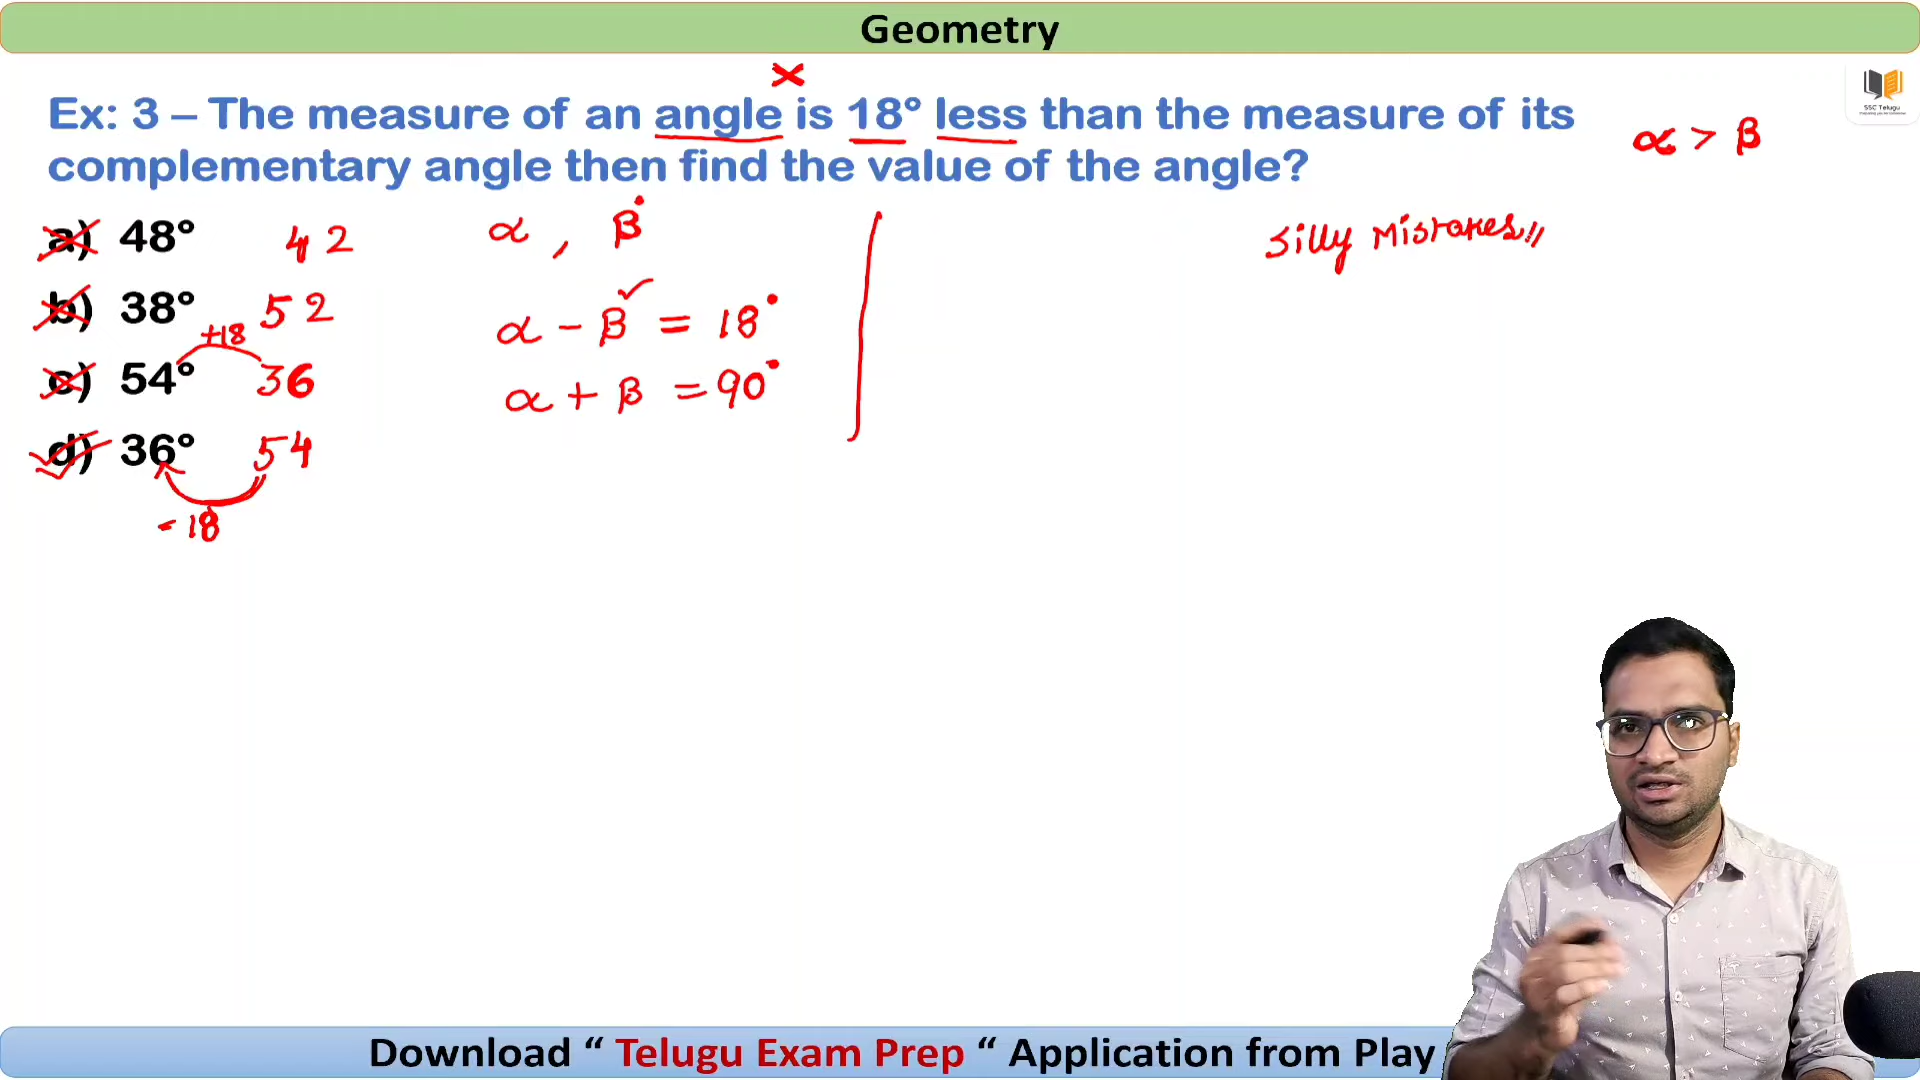 Geometry
×
Ex: 3 – The measure of an angle is 18° less than the measure of its
complementary angle then find the value of the angle?
α > β
a) 48° 42
b) 38° 52
+18
c) 54° 36
d) 36° 54
-18
α , β
α - β = 18°
α + β = 90°
Silly Mistakes
SSC Telugu
Download “ Telugu Exam Prep “ Application from Play